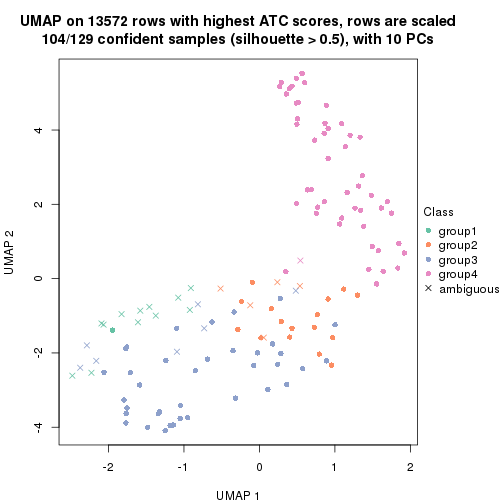 UMAP on 13572 rows with highest ATC scores, rows are scaled
104/129 confident samples (silhouette > 0.5), with 10 PCs
4
2
0
-2
-4
UMAP 2
-2
-1
0
1
2
UMAP 1
Class
group1
group2
group3
group4
ambiguous